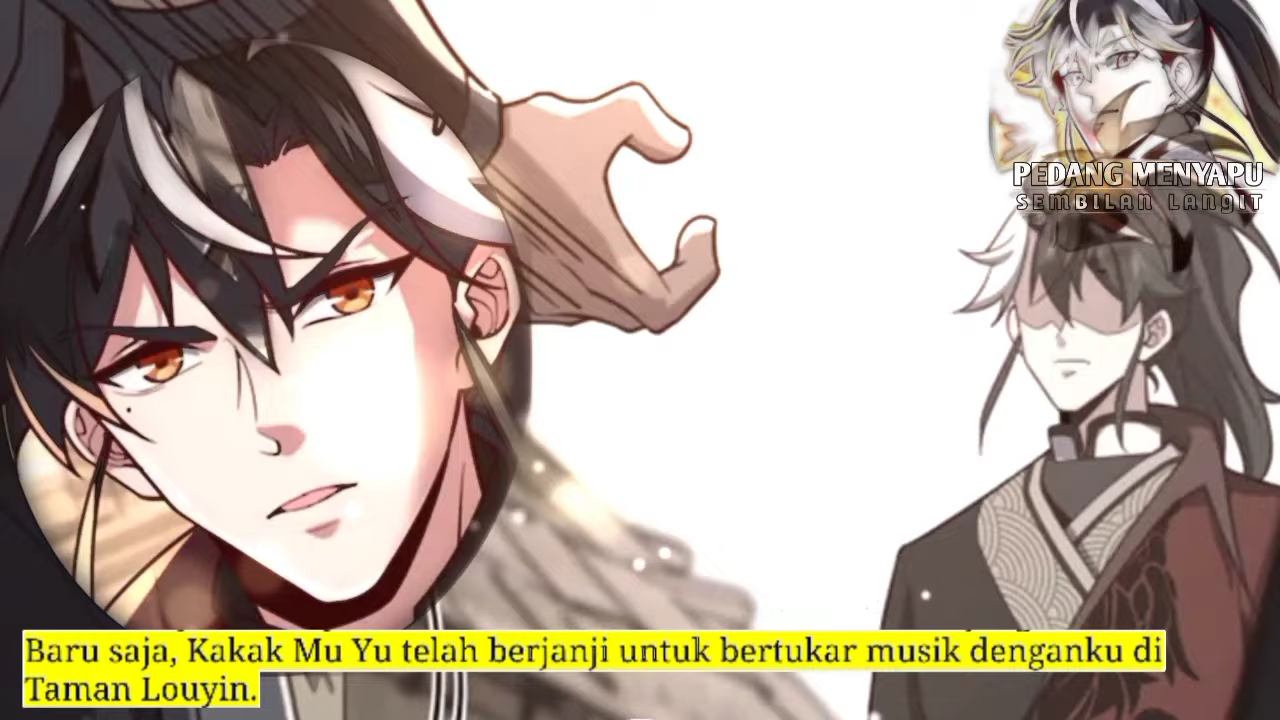 PEDANG MENYAPU
SEMBILAN LANGIT
Baru saja, Kakak Mu Yu telah berjanji untuk bertukar musik denganku di
Taman Louyin.